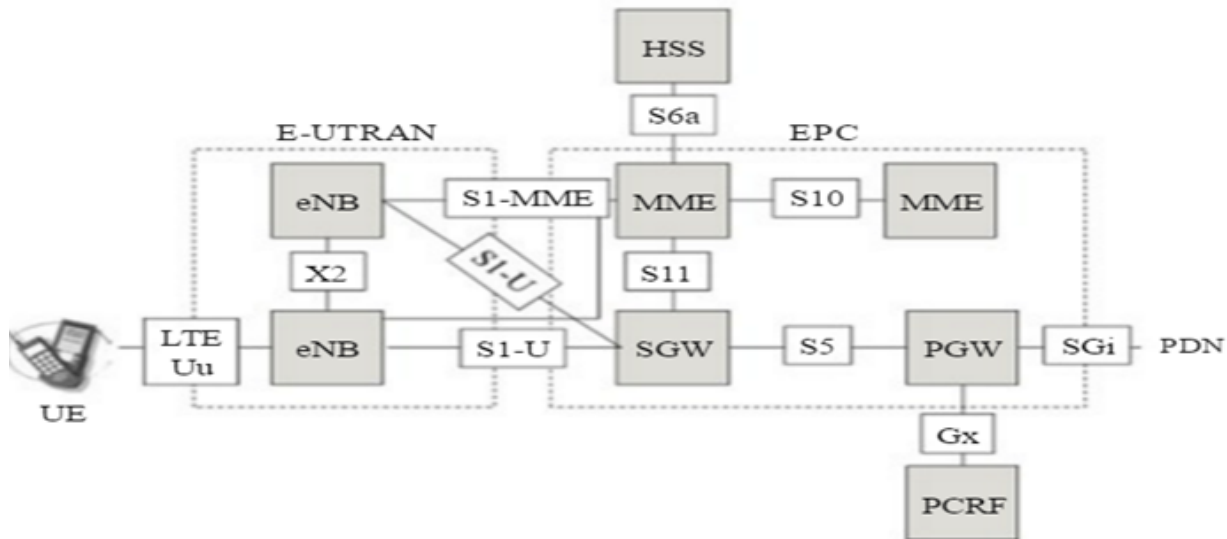 HSS
S6a
E-UTRAN
EPC
eNB
S1-MME
MME
S10
MME
X2
S1-U
S11
LTE
Uu
eNB
S1-U
SGW
S5
PGW
SGi
PDN
UE
Gx
PCRF